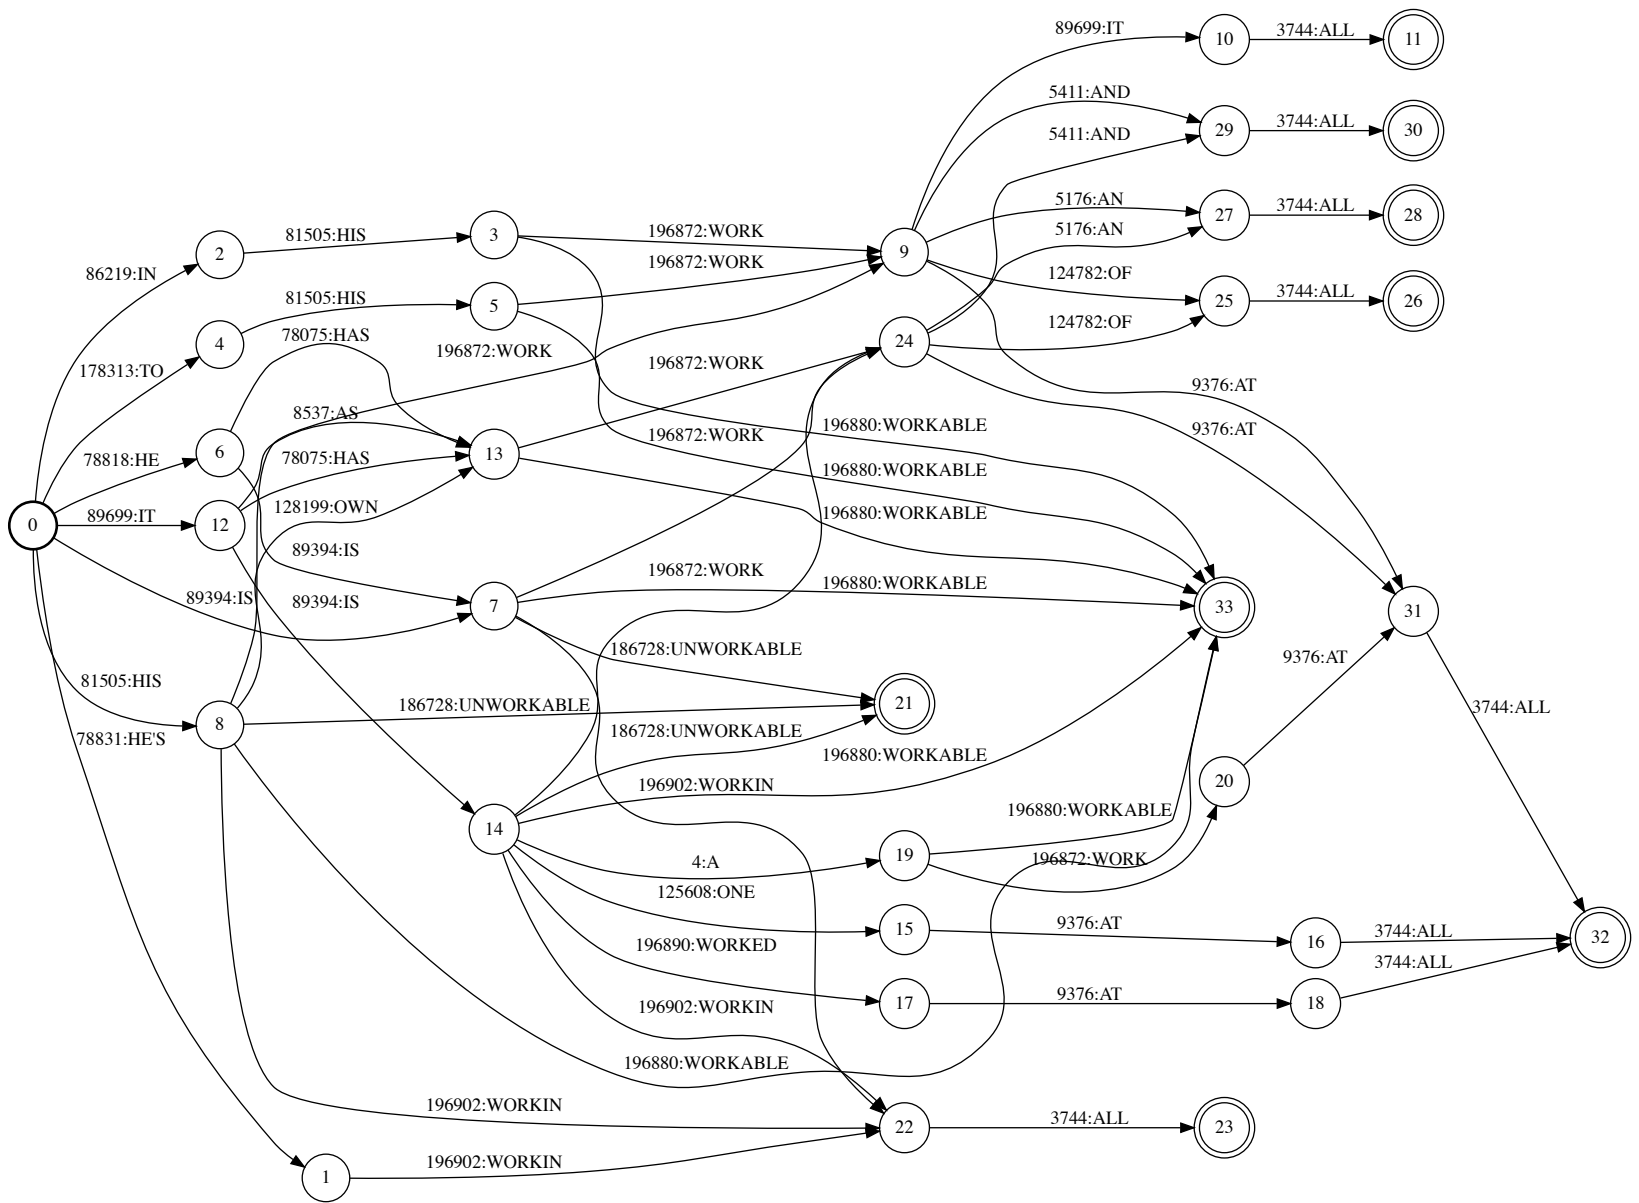 89699:IT
10
3744:ALL
11
5411:AND
29
3744:ALL
30
5411:AND
5176:AN
27
3744:ALL
28
5176:AN
86219:IN
2
81505:HIS
3
196872:WORK
9
196872:WORK
124782:OF
25
3744:ALL
26
81505:HIS
5
124782:OF
178313:TO
4
78075:HAS
196872:WORK
196872:WORK
24
9376:AT
8537:AS
9376:AT
78818:HE
6
78075:HAS
13
196872:WORK
196880:WORKABLE
196880:WORKABLE
0
89699:IT
12
128199:OWN
196880:WORKABLE
89394:IS
196872:WORK
196880:WORKABLE
89394:IS
89394:IS
7
33
31
186728:UNWORKABLE
81505:HIS
8
186728:UNWORKABLE
21
3744:ALL
78831:HE'S
186728:UNWORKABLE
9376:AT
196880:WORKABLE
196902:WORKIN
20
14
196880:WORKABLE
4:A
19
196872:WORK
125608:ONE
15
9376:AT
16
3744:ALL
32
196890:WORKED
3744:ALL
17
9376:AT
18
196902:WORKIN
196880:WORKABLE
196902:WORKIN
22
3744:ALL
23
196902:WORKIN
1